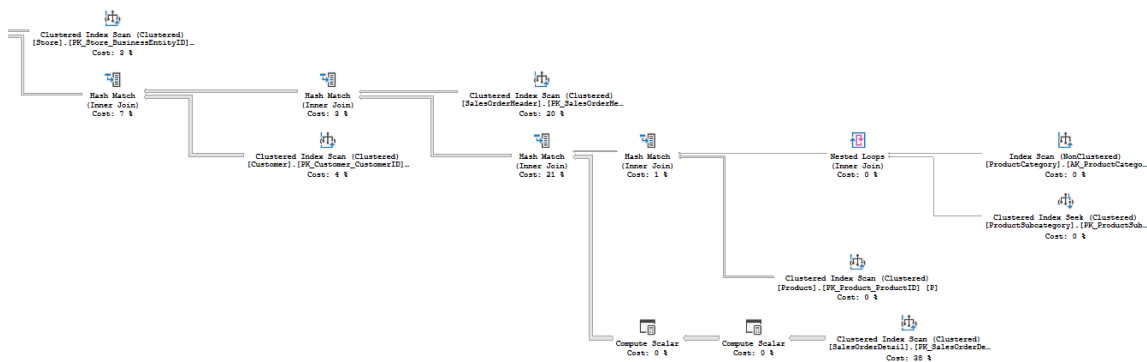 Clustered Index Scan (Clustered)
[Store].[PK_Store_BusinessEntityID]…
Cost: 3 %
Hash Match
(Inner Join)
Cost: 7 %
Hash Match
(Inner Join)
Cost: 3 %
Clustered Index Scan (Clustered)
[SalesOrderHeader].[PK_SalesOrderHe…
Cost: 20 %
Clustered Index Scan (Clustered)
[Customer].[PK_Customer_CustomerID]…
Cost: 4 %
Hash Match
(Inner Join)
Cost: 21 %
Hash Match
(Inner Join)
Cost: 1 %
Nested Loops
(Inner Join)
Cost: 0 %
Index Scan (NonClustered)
[ProductCategory].[AK_ProductCatego…
Cost: 0 %
Clustered Index Seek (Clustered)
[ProductSubcategory].[PK_ProductSub…
Cost: 0 %
Clustered Index Scan (Clustered)
[Product].[PK_Product_ProductID] [P]
Cost: 0 %
Compute Scalar
Cost: 0 %
Compute Scalar
Cost: 0 %
Clustered Index Scan (Clustered)
[SalesOrderDetail].[PK_SalesOrderDe…
Cost: 38 %